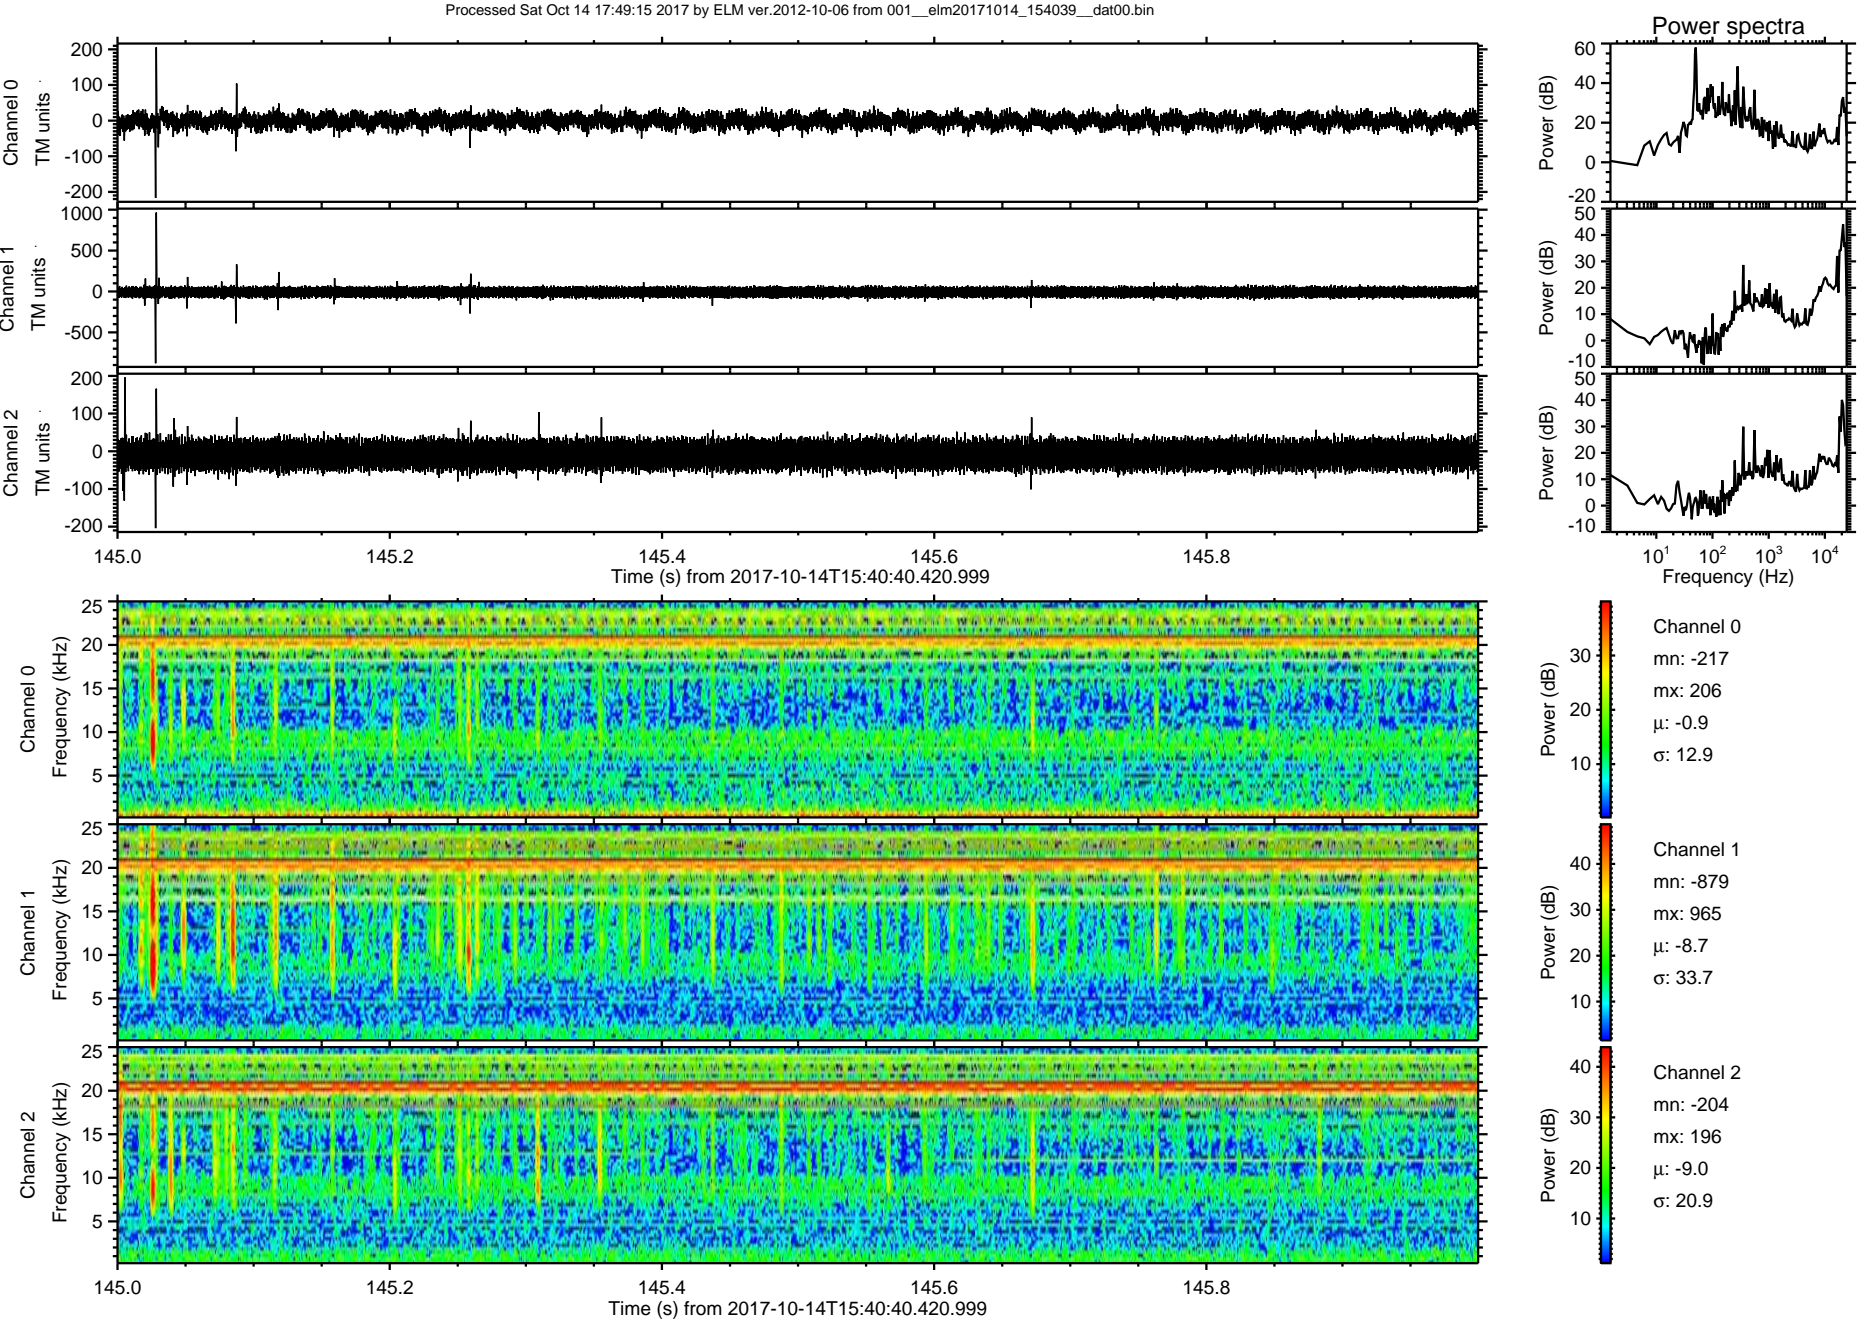 Processed Sat Oct 14 17:49:15 2017 by ELM ver.2012-10-06 from 001__elm20171014_154039__dat00.bin
Power spectra
Channel 0
TM units
200
100
0
-100
-200
Power (dB)
60
40
20
0
-20
Channel 1
TM units
1000
500
0
-500
Power (dB)
50
40
30
20
10
0
-10
Channel 2
TM units
200
100
0
-100
-200
Power (dB)
50
40
30
20
10
0
-10
145.0 145.2 145.4 145.6 145.8
Time (s) from 2017-10-14T15:40:40.420.999
10^1 10^2 10^3 10^4
Frequency (Hz)
Channel 0
Frequency (kHz)
25
20
15
10
5
Power (dB)
30
20
10
Channel 0
mn: -217
mx: 206
µ: -0.9
σ: 12.9
Channel 1
Frequency (kHz)
25
20
15
10
5
Power (dB)
40
30
20
10
Channel 1
mn: -879
mx: 965
µ: -8.7
σ: 33.7
Channel 2
Frequency (kHz)
25
20
15
10
5
Power (dB)
40
30
20
10
Channel 2
mn: -204
mx: 196
µ: -9.0
σ: 20.9
145.0 145.2 145.4 145.6 145.8
Time (s) from 2017-10-14T15:40:40.420.999